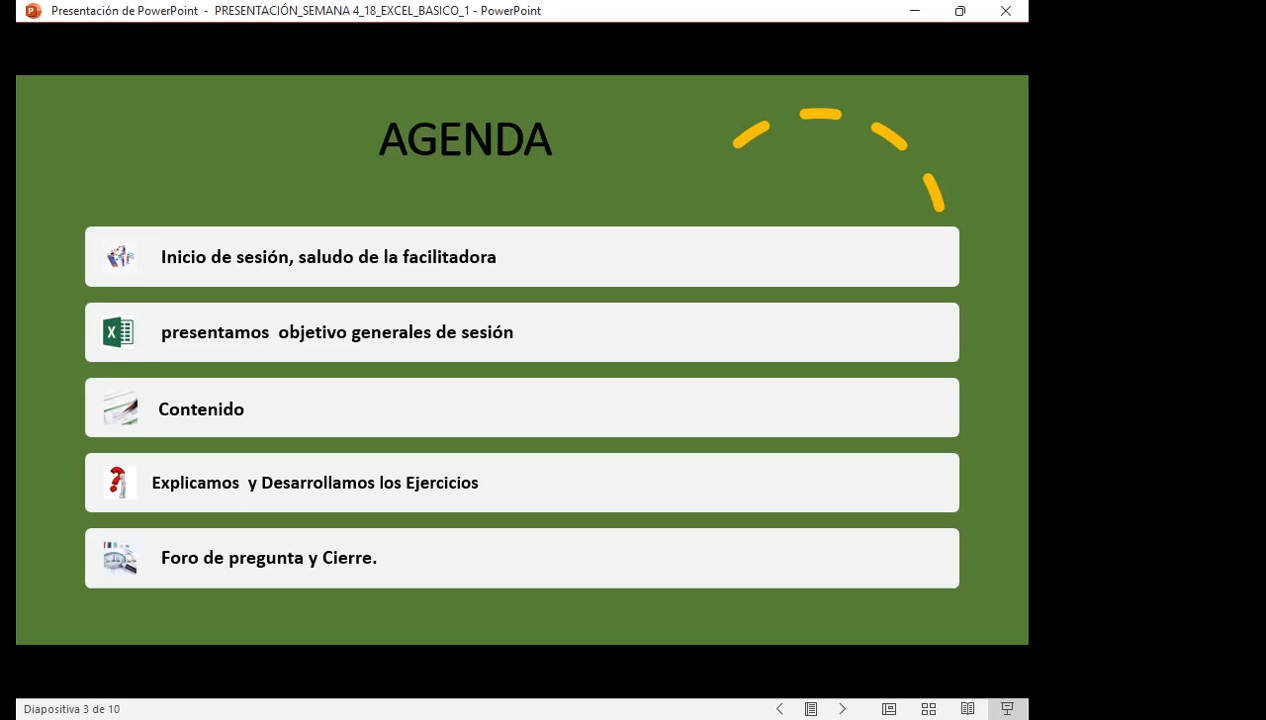 Presentación de PowerPoint - PRESENTACIÓN_SEMANA 4_18_EXCEL_BASICO_1 - PowerPoint
AGENDA
Inicio de sesión, saludo de la facilitadora
presentamos objetivo generales de sesión
Contenido
Explicamos y Desarrollamos los Ejercicios
Foro de pregunta y Cierre.
Diapositiva 3 de 10